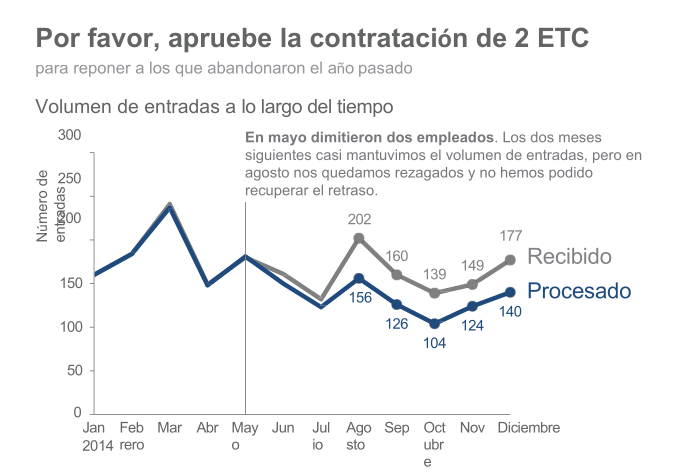 Por favor, apruebe la contratación de 2 ETC
para reponer a los que abandonaron el año pasado
Volumen de entradas a lo largo del tiempo
En mayo dimitieron dos empleados. Los dos meses
siguientes casi mantuvimos el volumen de entradas, pero en
agosto nos quedamos rezagados y no hemos podido
recuperar el retraso.
Número de
entradas
300
250
200
150
100
50
0
202
160
139
149
177
Recibido
Procesado
156
126
104
124
140
Jan
2014
Feb
rero
Mar
Abr
May
o
Jun
Jul
io
Ago
sto
Sep
Oct
ubr
e
Nov
Diciembre